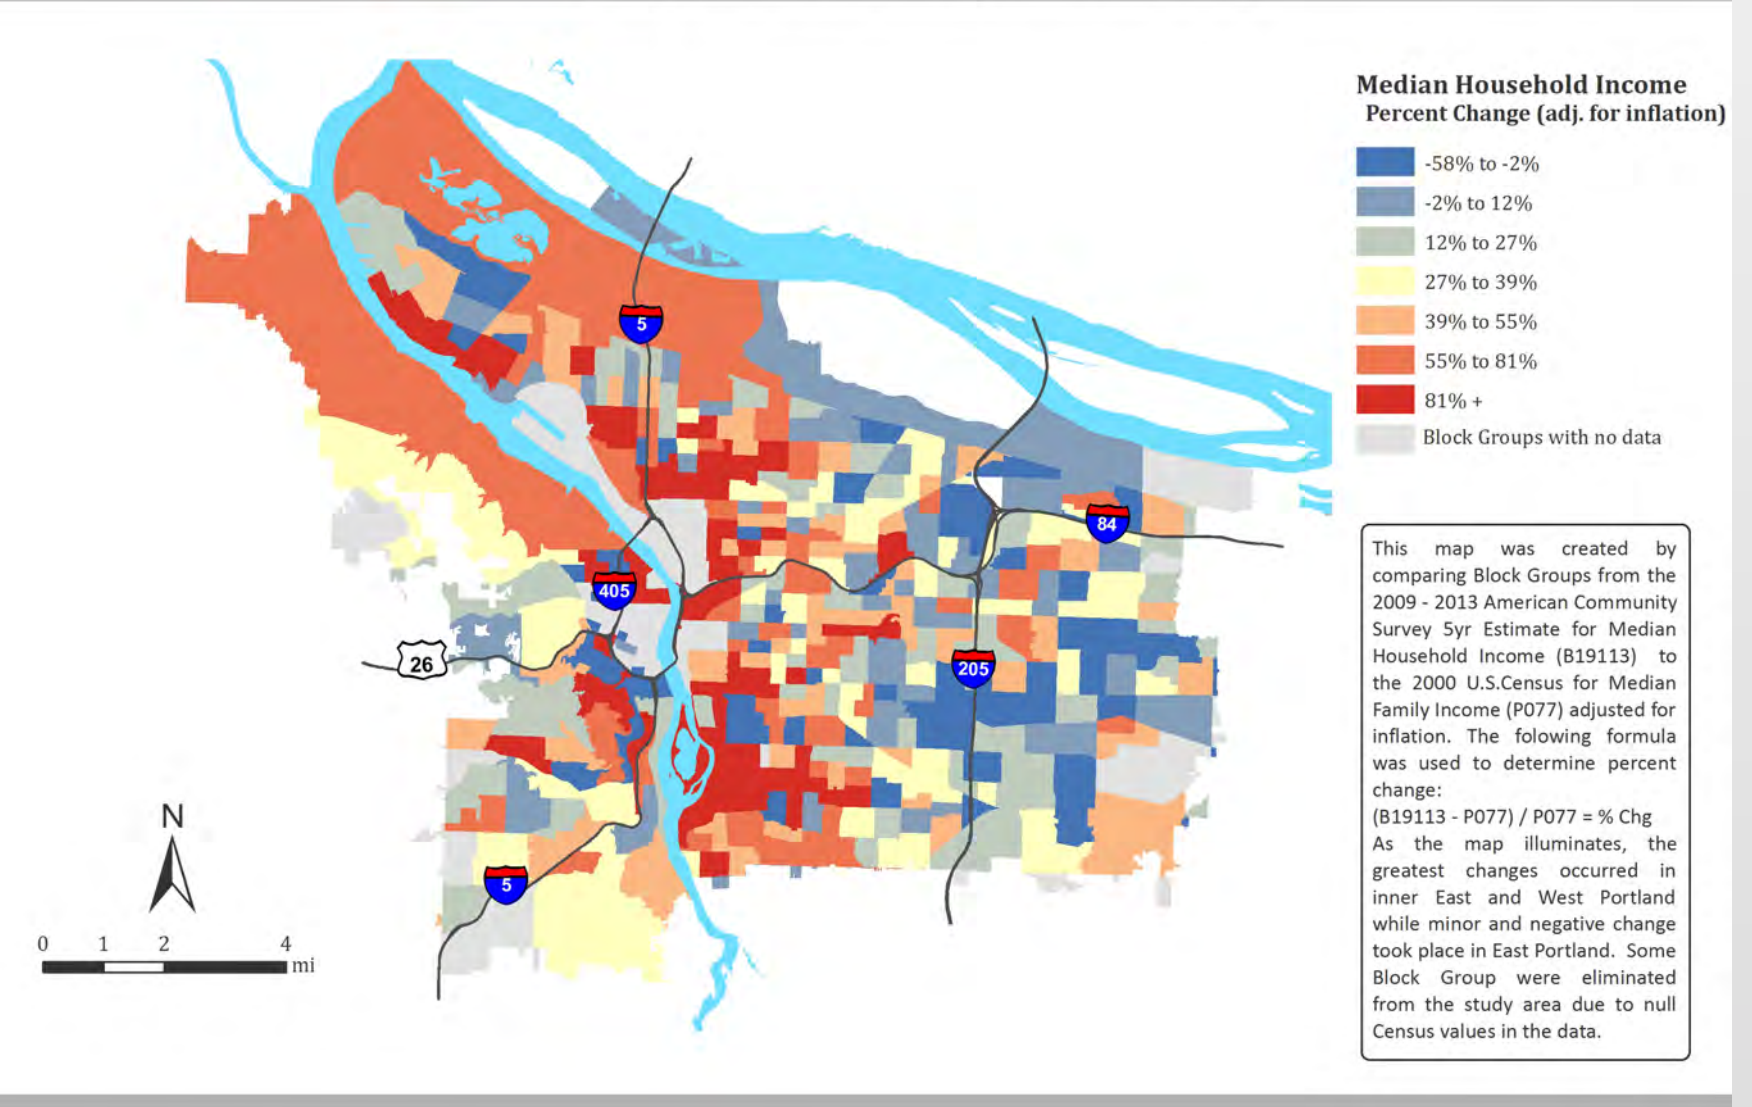 Median Household Income
Percent Change (adj. for inflation)
-58% to -2%
-2% to 12%
12% to 27%
27% to 39%
39% to 55%
55% to 81%
81% +
Block Groups with no data
5
84
405
26
205
5
N
0 1 2 4
mi
This map was created by
comparing Block Groups from the
2009 - 2013 American Community
Survey 5yr Estimate for Median
Household Income (B19113) to
the 2000 U.S.Census for Median
Family Income (P077) adjusted for
inflation. The folowing formula
was used to determine percent
change:
(B19113 - P077) / P077 = % Chg
As the map illuminates, the
greatest changes occurred in
inner East and West Portland
while minor and negative change
took place in East Portland. Some
Block Group were eliminated
from the study area due to null
Census values in the data.